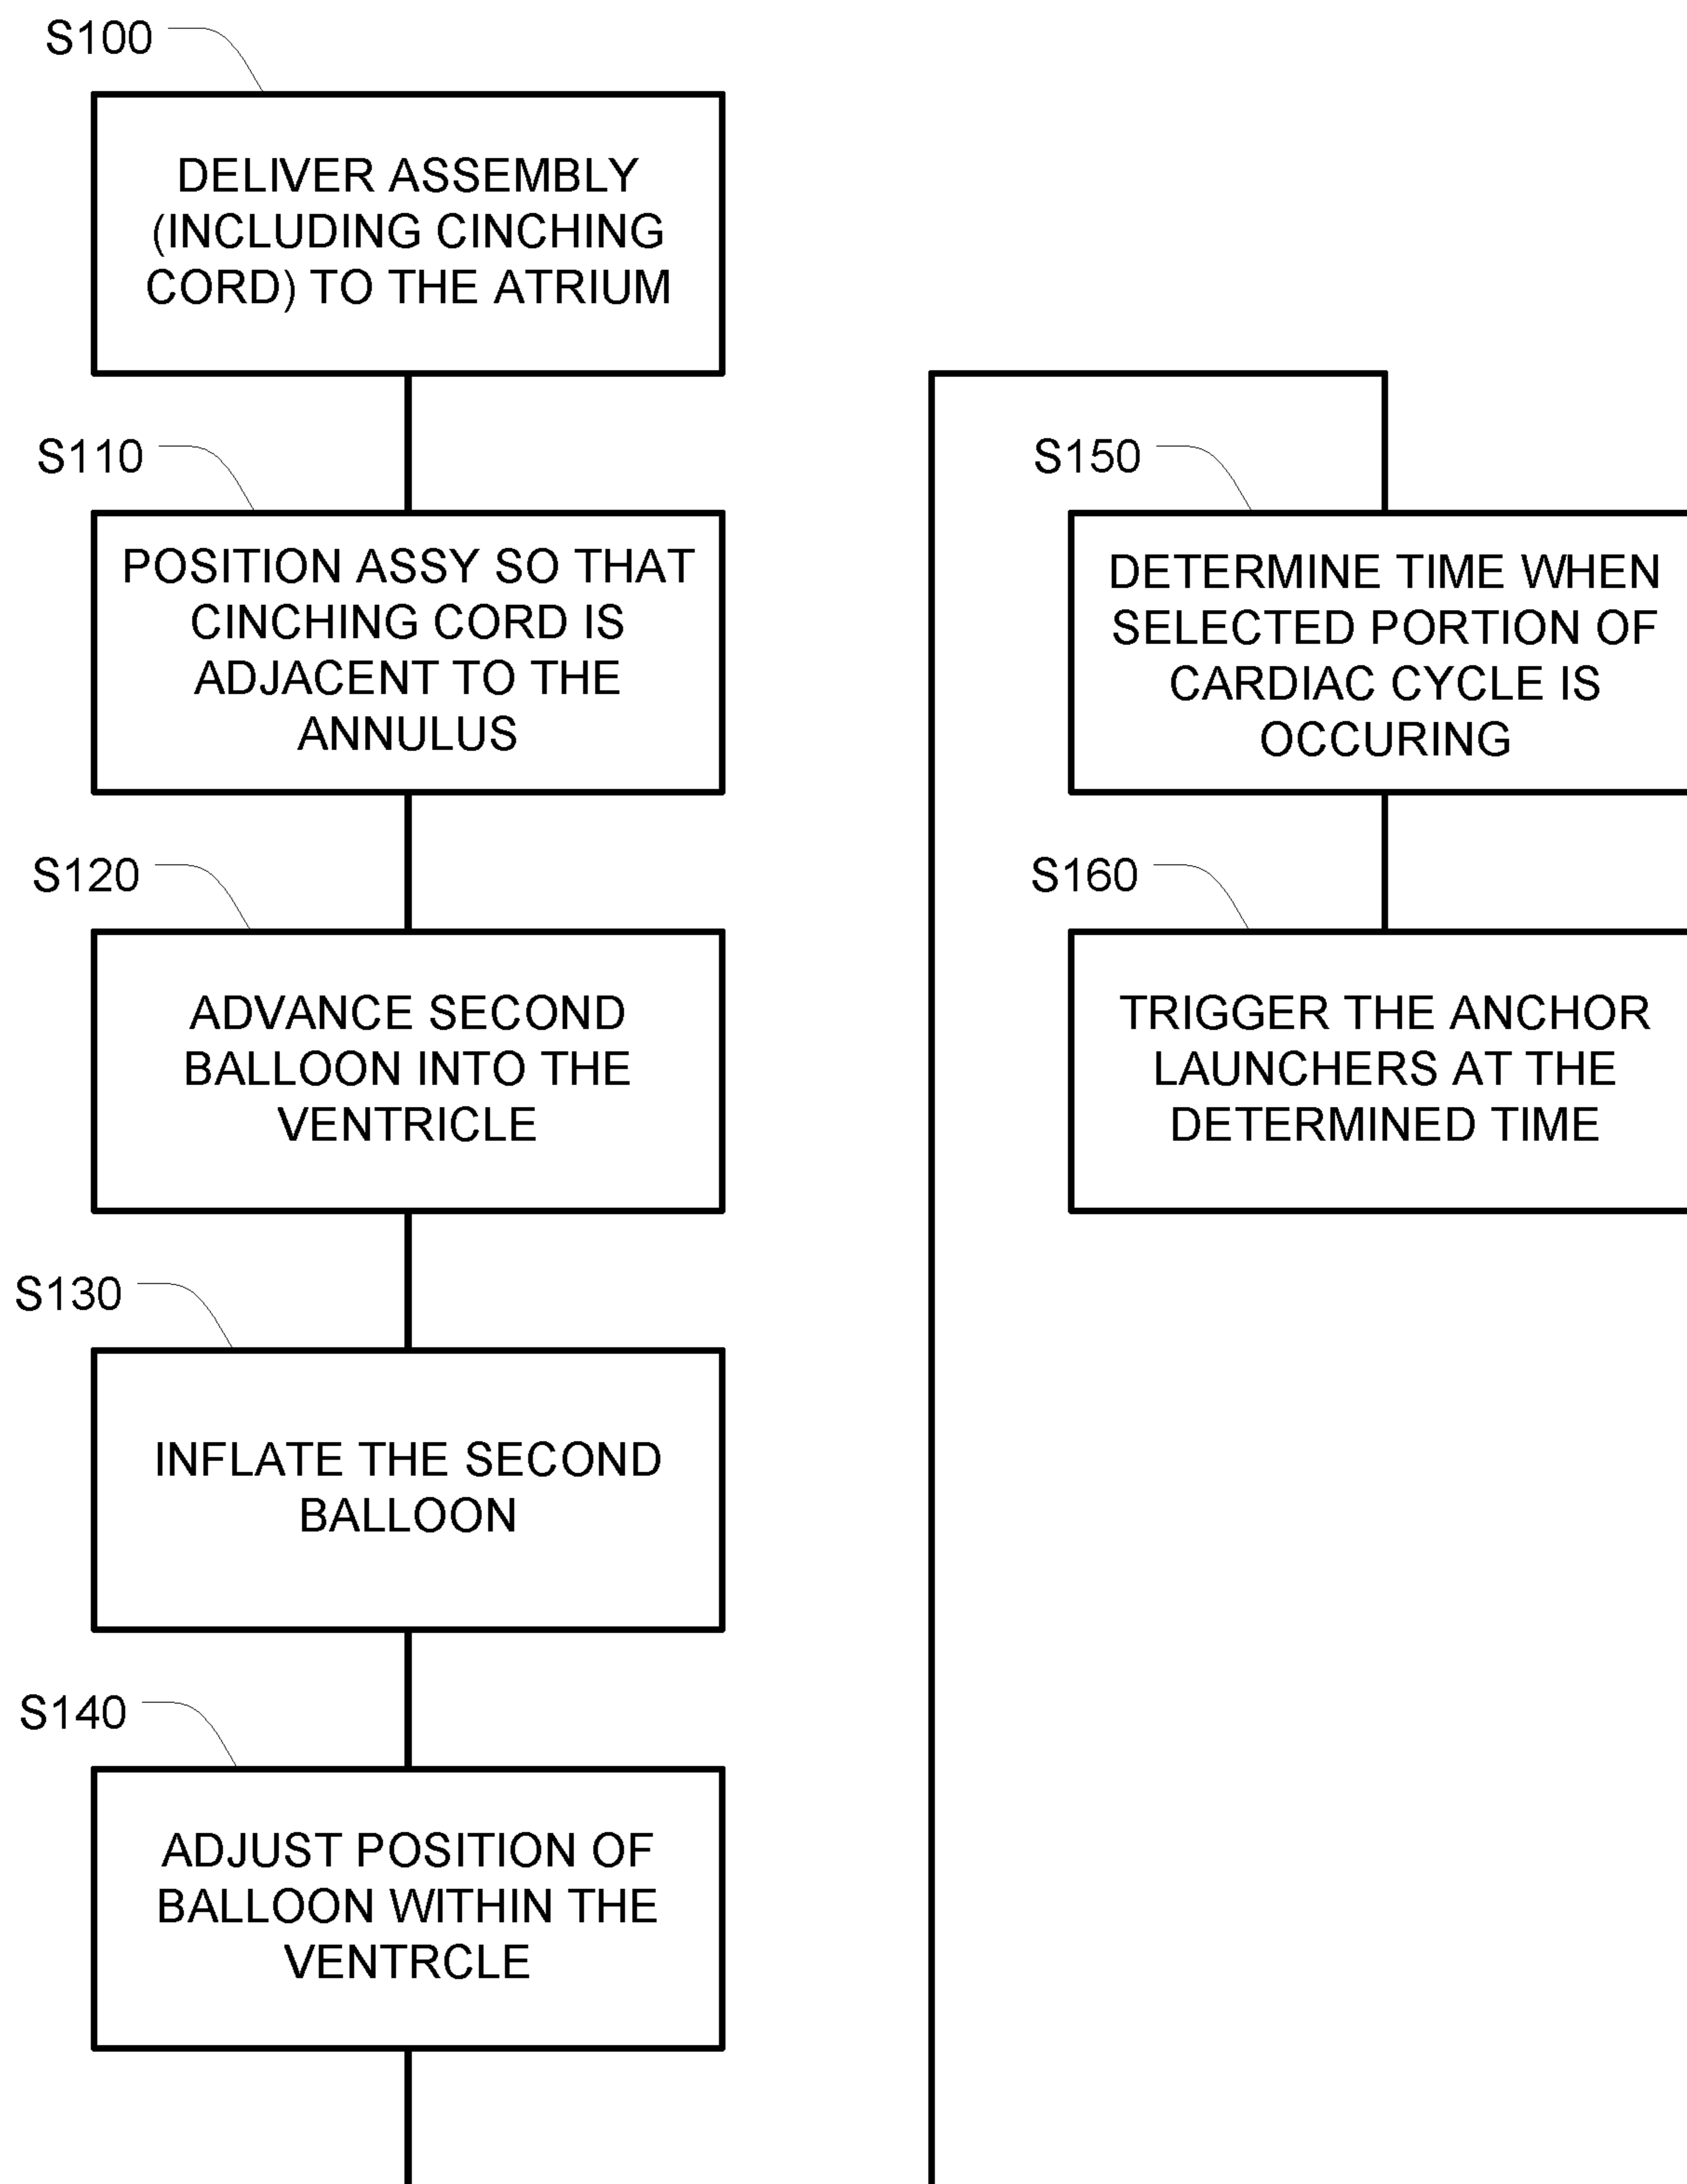 S100
DELIVER ASSEMBLY
(INCLUDING CINCHING
CORD) TO THE ATRIUM
S110
POSITION ASSY SO THAT
CINCHING CORD IS
ADJACENT TO THE
ANNULUS
S120
ADVANCE SECOND
BALLOON INTO THE
VENTRICLE
S130
INFLATE THE SECOND
BALLOON
S140
ADJUST POSITION OF
BALLOON WITHIN THE
VENTRCLE
S150
DETERMINE TIME WHEN
SELECTED PORTION OF
CARDIAC CYCLE IS
OCCURING
S160
TRIGGER THE ANCHOR
LAUNCHERS AT THE
DETERMINED TIME